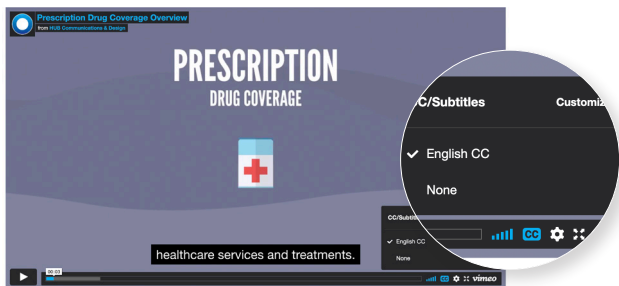 Prescription Drug Coverage Overview
from HUB Communications & Design
PRESCRIPTION
DRUG COVERAGE
healthcare services and treatments.
00:03
CC/Subtitles
English CC
None
CC
vimeo
C/Subtitles Customiz
English CC
None
CC